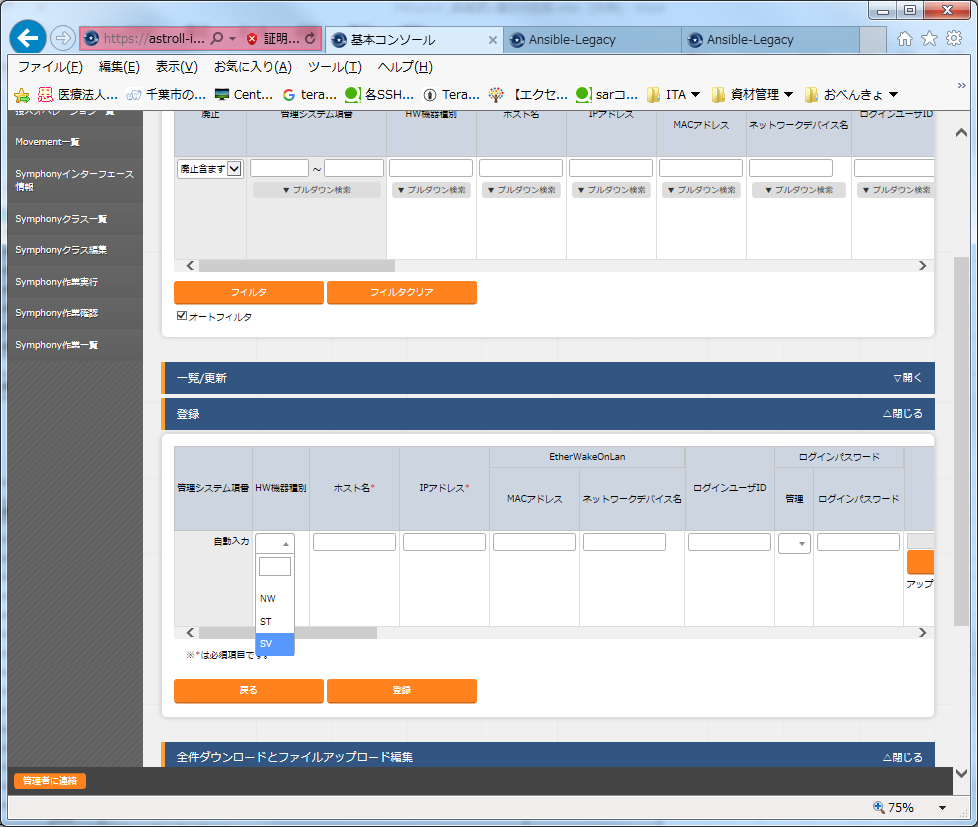 https://astroll-i... 証明... 基本コンソール Ansible-Legacy Ansible-Legacy
ファイル(F) 編集(E) 表示(V) お気に入り(A) ツール(T) ヘルプ(H)
医療法人... 千葉市の... Cent... tera... 各SSH... Tera... 【エクセ... sarコ... ITA 資材管理 おべんきょ
Movement一覧
Symphonyインターフェース
情報
Symphonyクラス一覧
Symphonyクラス編集
Symphony作業実行
Symphony作業確認
Symphony作業一覧
廃止 管理システム項番 HW機器種別 ホスト名 IPアドレス MACアドレス ネットワークデバイス名 ログインユーザID
廃止含まず ～
▼ プルダウン検索 ▼ プルダウン検索 ▼ プルダウン検索 ▼ プルダウン検索 ▼ プルダウン検索 ▼ プルダウン検索 ▼ プルダウン検索
フィルタ フィルタクリア
オートフィルタ
一覧/更新 ▽開く
登録 △閉じる
EtherWakeOnLan ログインパスワード
管理システム項番 HW機器種別 ホスト名* IPアドレス* MACアドレス ネットワークデバイス名 ログインユーザID 管理 ログインパスワード
自動入力
アップ
NW
ST
SV
※*は必須項目です。
戻る 登録
全件ダウンロードとファイルアップロード編集 △閉じる
管理者に連絡
75%